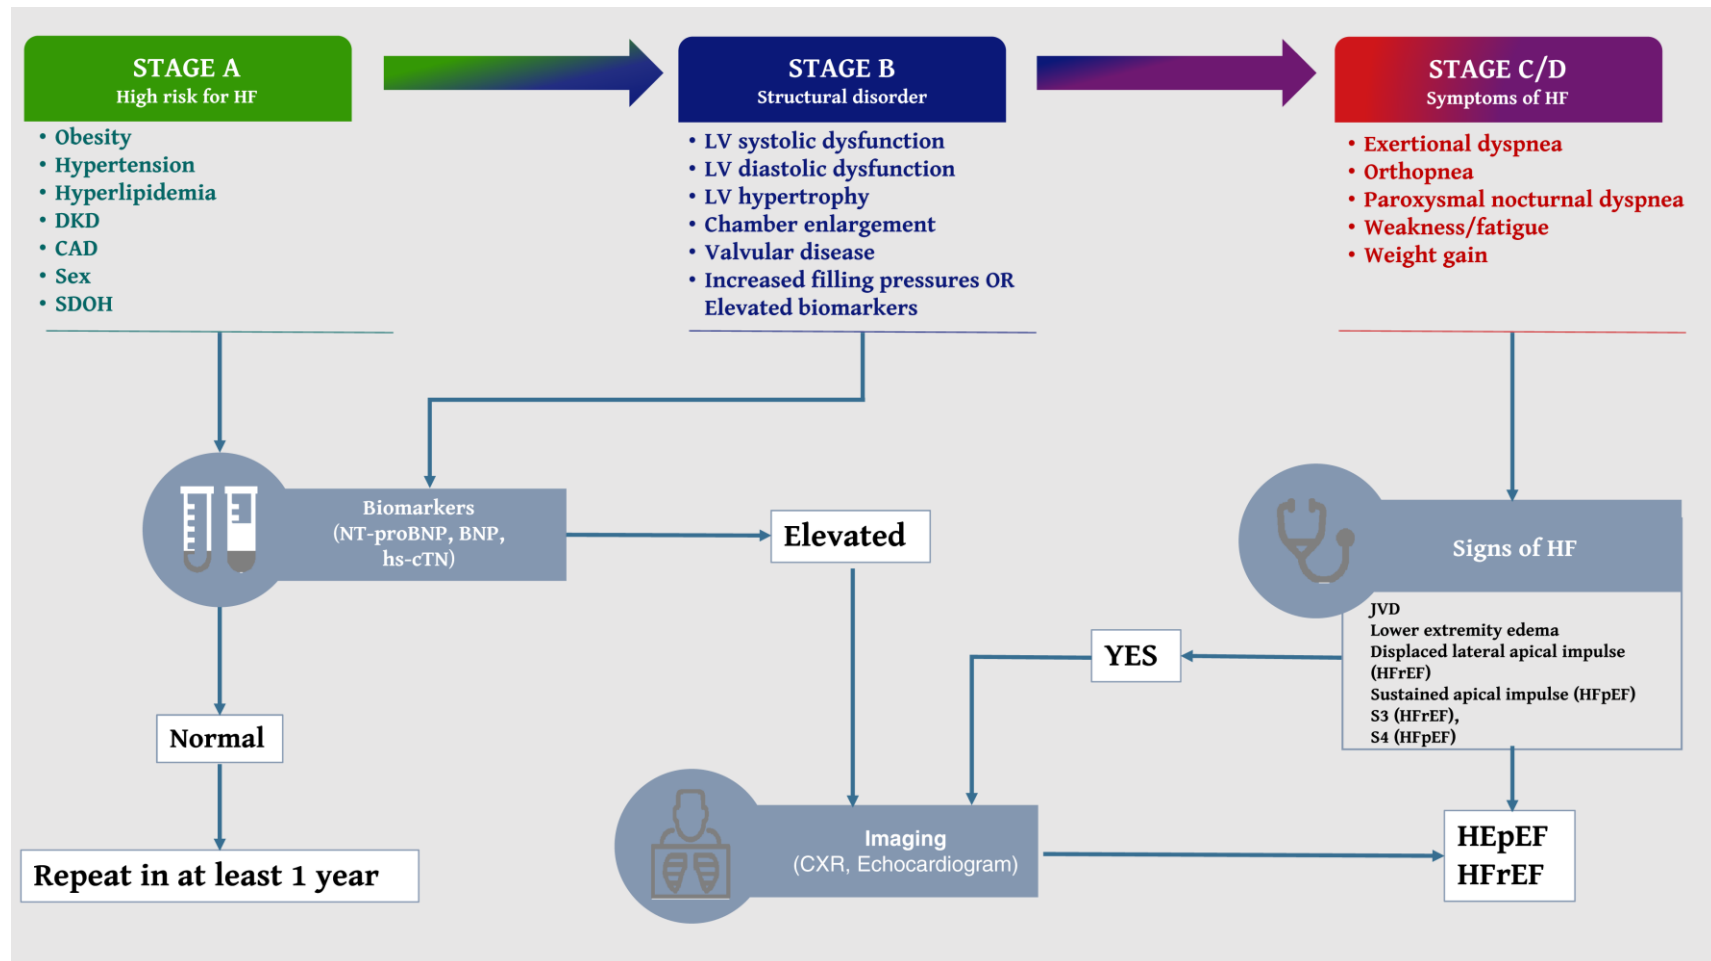 STAGE A
High risk for HF
• Obesity
• Hypertension
• Hyperlipidemia
• DKD
• CAD
• Sex
• SDOH
STAGE B
Structural disorder
• LV systolic dysfunction
• LV diastolic dysfunction
• LV hypertrophy
• Chamber enlargement
• Valvular disease
• Increased filling pressures OR
Elevated biomarkers
STAGE C/D
Symptoms of HF
• Exertional dyspnea
• Orthopnea
• Paroxysmal nocturnal dyspnea
• Weakness/fatigue
• Weight gain
Biomarkers
(NT-proBNP, BNP,
hs-cTN)
Elevated
Normal
Repeat in at least 1 year
Signs of HF
JVD
Lower extremity edema
Displaced lateral apical impulse
(HFrEF)
Sustained apical impulse (HFpEF)
S3 (HFrEF),
S4 (HFpEF)
YES
Imaging
(CXR, Echocardiogram)
HEpEF
HFrEF